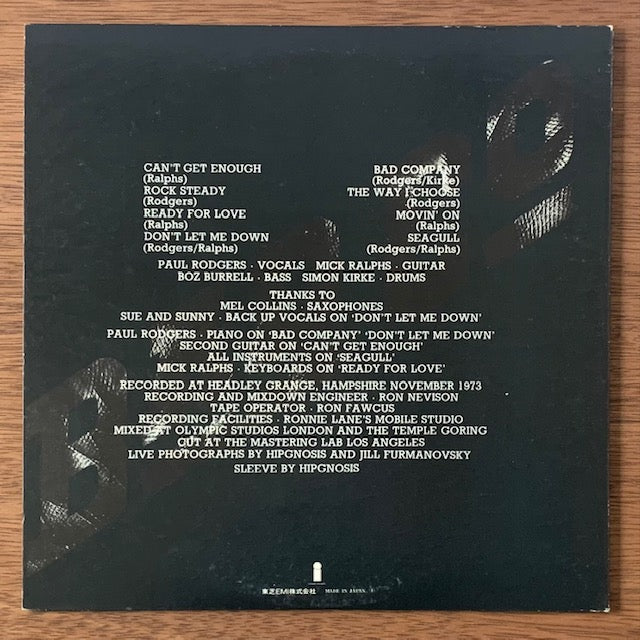 CAN'T GET ENOUGH
(Ralphs)
ROCK STEADY
(Rodgers)
READY FOR LOVE
(Ralphs)
DON'T LET ME DOWN
(Rodgers/Ralphs)
BAD COMPANY
(Rodgers/Kirke)
THE WAY I CHOOSE
(Rodgers)
MOVIN' ON
(Ralphs)
SEAGULL
(Rodgers/Ralphs)
PAUL RODGERS · VOCALS MICK RALPHS · GUITAR
BOZ BURRELL · BASS SIMON KIRKE · DRUMS
THANKS TO
MEL COLLINS · SAXOPHONES
SUE AND SUNNY · BACK UP VOCALS ON 'DON'T LET ME DOWN'
PAUL RODGERS · PIANO ON 'BAD COMPANY' 'DON'T LET ME DOWN'
SECOND GUITAR ON 'CAN'T GET ENOUGH'
ALL INSTRUMENTS ON 'SEAGULL'
MICK RALPHS · KEYBOARDS ON 'READY FOR LOVE'
RECORDED AT HEADLEY GRANGE, HAMPSHIRE NOVEMBER 1973
RECORDING AND MIXDOWN ENGINEER · RON NEVISON
TAPE OPERATOR · RON FAWCUS
RECORDING FACILITIES · RONNIE LANE'S MOBILE STUDIO
MIXED AT OLYMPIC STUDIOS LONDON AND THE TEMPLE GORING
CUT AT THE MASTERING LAB LOS ANGELES
LIVE PHOTOGRAPHS BY HIPGNOSIS AND JILL FURMANOVSKY
SLEEVE BY HIPGNOSIS
東芝EMI株式会社 MADE IN JAPAN